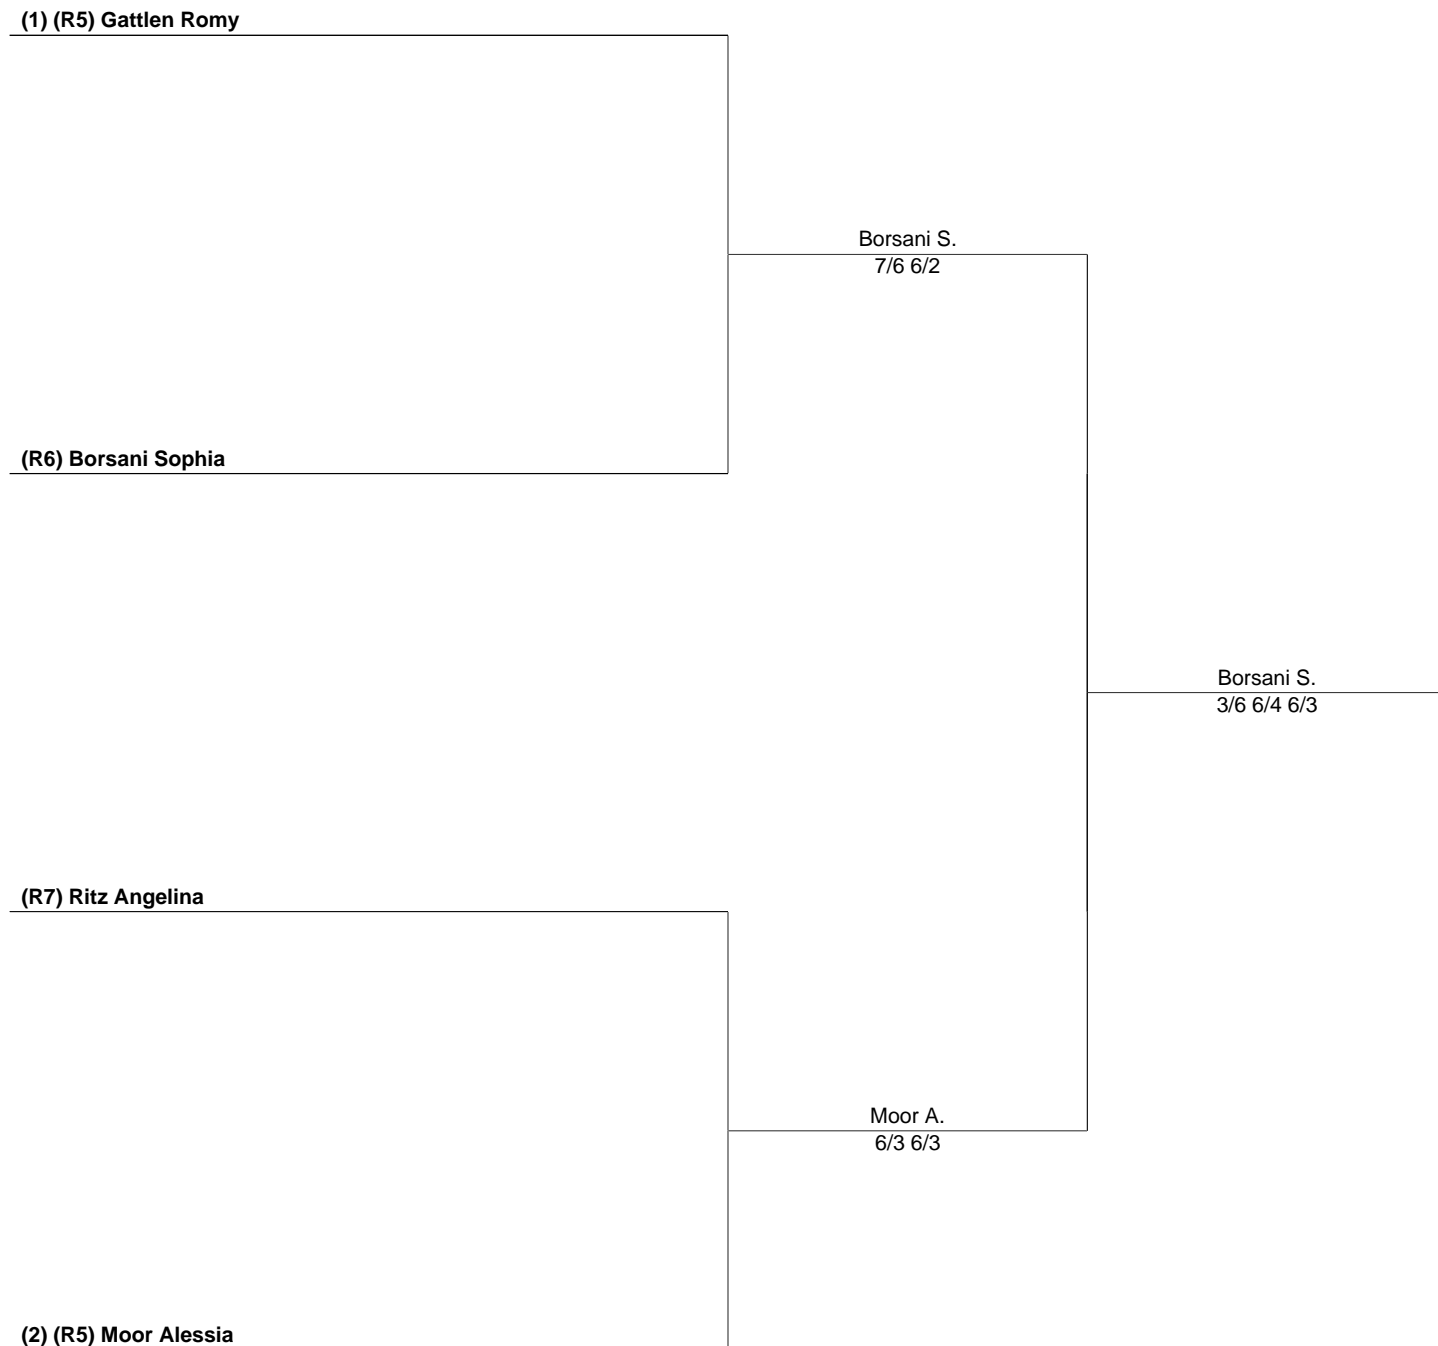 (1) (R5) Gattlen Romy
Borsani S.
7/6 6/2
(R6) Borsani Sophia
Borsani S.
3/6 6/4 6/3
(R7) Ritz Angelina
Moor A.
6/3 6/3
(2) (R5) Moor Alessia